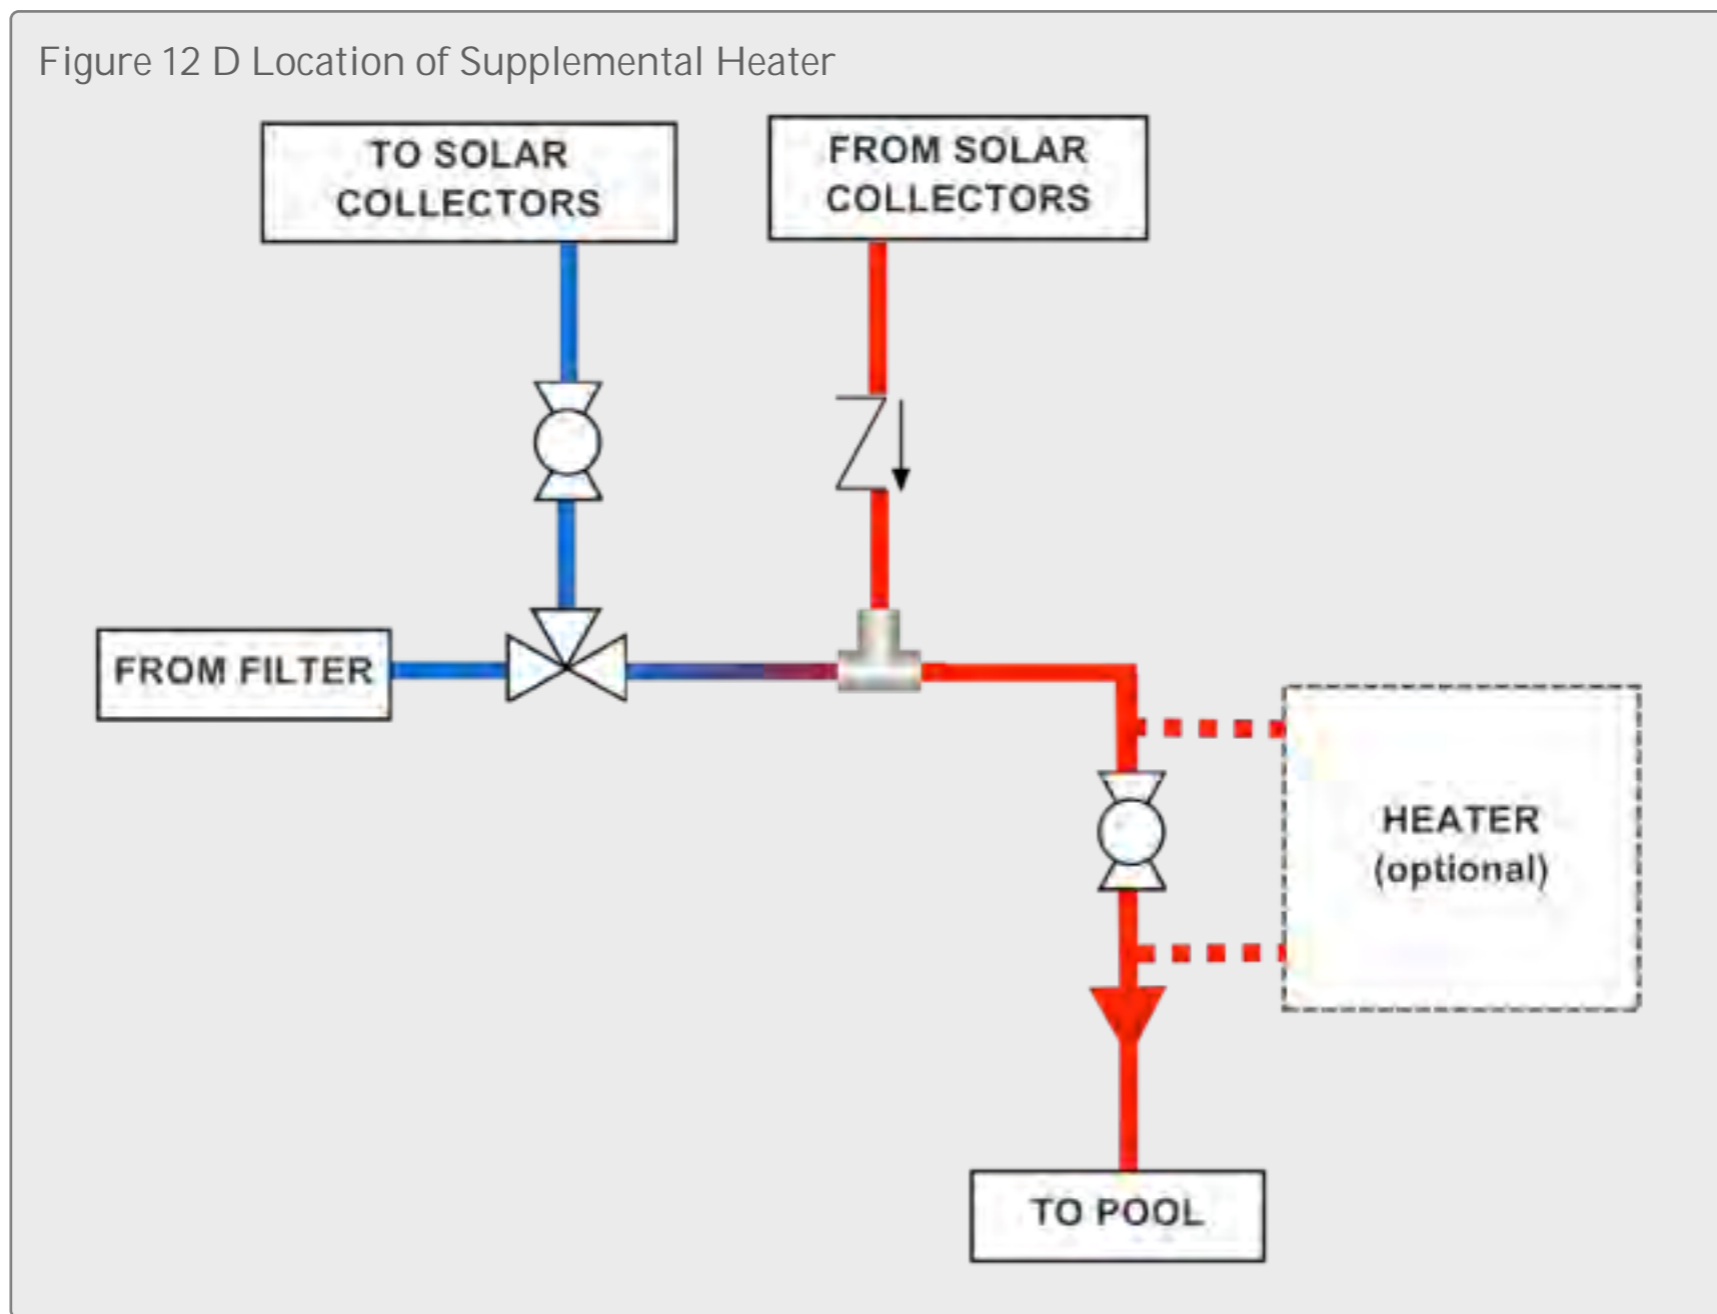 Figure 12 D Location of Supplemental Heater
TO SOLAR
COLLECTORS
FROM SOLAR
COLLECTORS
FROM FILTER
HEATER
(optional)
TO POOL